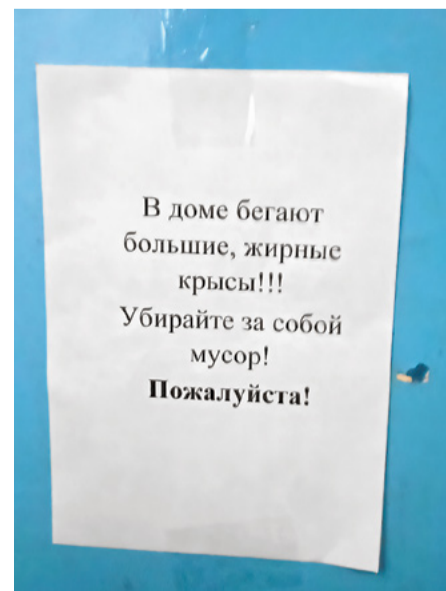 В доме бегают
большие, жирные
крысы!!!
Убирайте за собой
мусор!
Пожалуйста!